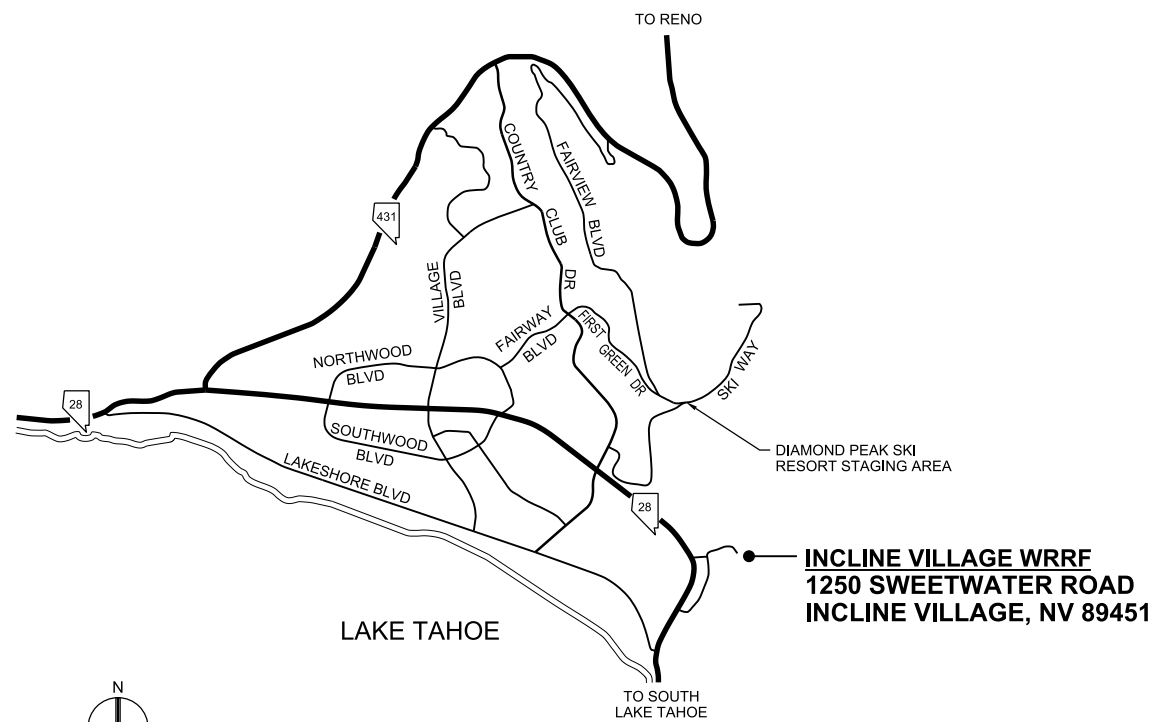 TO RENO
COUNTRY
CLUB
DR
FAIRVIEW BLVD
431
VILLAGE
BLVD
FAIRWAY
BLVD
FIRST
GREEN DR
SKI WAY
NORTHWOOD
BLVD
28
SOUTHWOOD
BLVD
LAKESHORE BLVD
DIAMOND PEAK SKI
RESORT STAGING AREA
28
INCLINE VILLAGE WRRF
1250 SWEETWATER ROAD
INCLINE VILLAGE, NV 89451
LAKE TAHOE
TO SOUTH
LAKE TAHOE
N